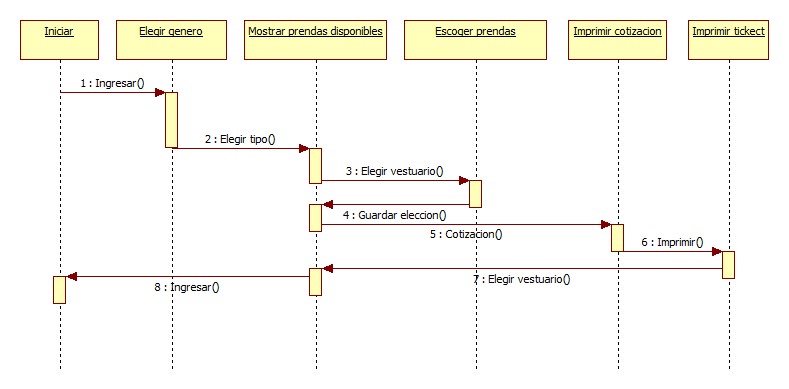 Iniciar
Elegir genero
Mostrar prendas disponibles
Escoger prendas
Imprimir cotizacion
Imprimir tickect
1 : Ingresar()
2 : Elegir tipo()
3 : Elegir vestuario()
4 : Guardar eleccion()
5 : Cotizacion()
6 : Imprimir()
7 : Elegir vestuario()
8 : Ingresar()